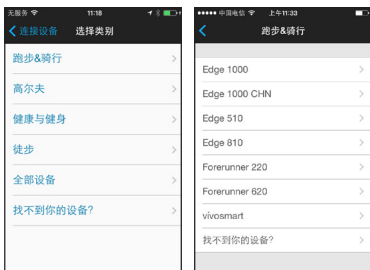 无服务 11:18
连接设备 选择类别
跑步&骑行
高尔夫
健康与健身
徒步
全部设备
找不到你的设备?
中国电信 上午11:33
跑步&骑行
Edge 1000
Edge 1000 CHN
Edge 510
Edge 810
Forerunner 220
Forerunner 620
vívosmart
找不到你的设备?